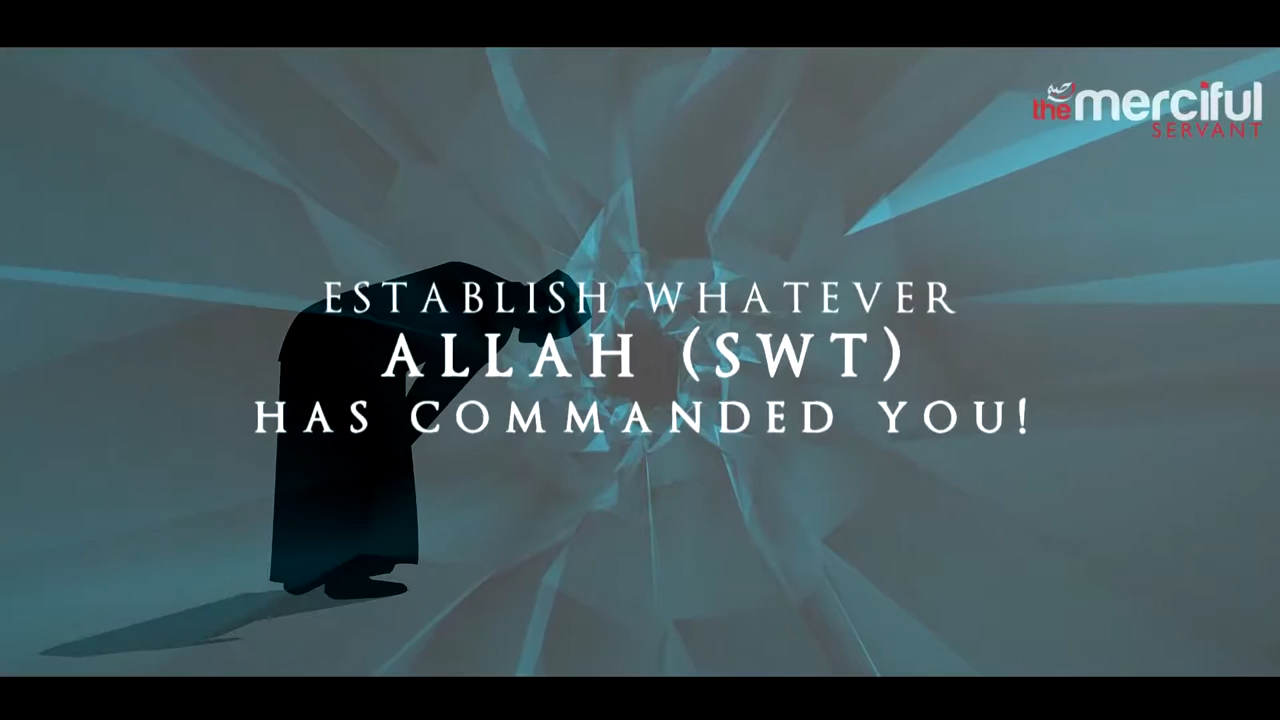 the merciful
SERVANT
ESTABLISH WHATEVER
ALLAH (SWT)
HAS COMMANDED YOU!